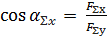 cos α_Σx = F_Σx / F_Σy